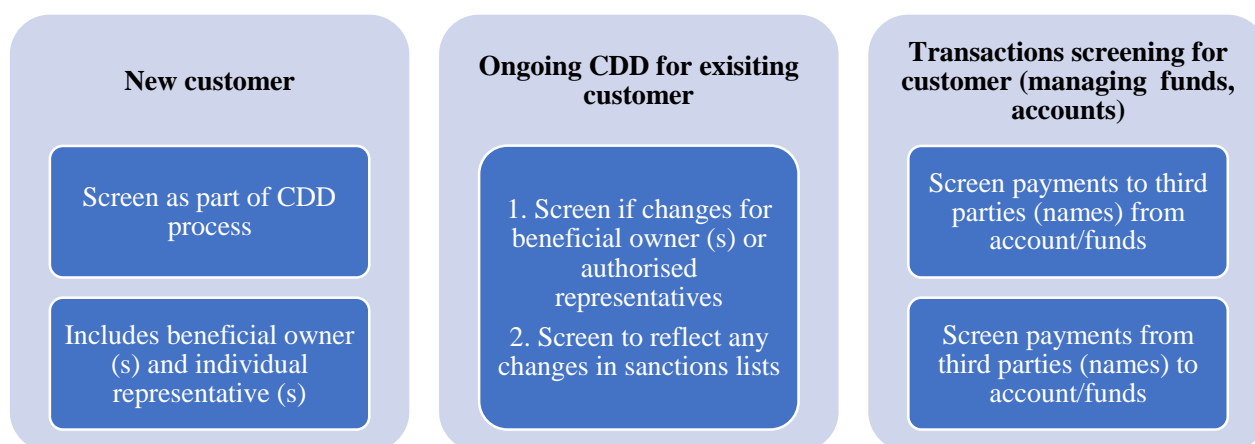 New customer
Screen as part of CDD
process
Includes beneficial owner
(s) and individual
representative (s)
Ongoing CDD for exisiting
customer
1. Screen if changes for
beneficial owner (s) or
authorised
representatives
2. Screen to reflect any
changes in sanctions lists
Transactions screening for
customer (managing funds,
accounts)
Screen payments to third
parties (names) from
account/funds
Screen payments from
third parties (names) to
account/funds